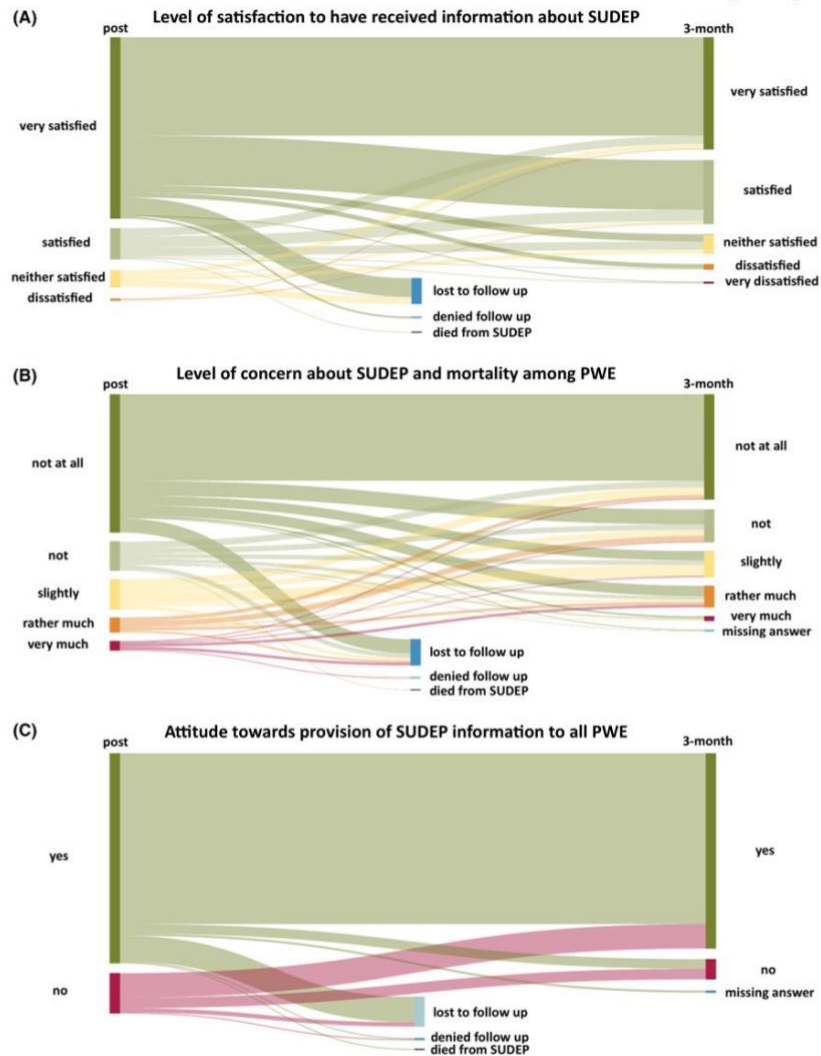 (A)
Level of satisfaction to have received information about SUDEP
post
3-month
very satisfied
very satisfied
satisfied
satisfied
neither satisfied
neither satisfied
dissatisfied
dissatisfied
very dissatisfied
lost to follow up
denied follow up
died from SUDEP
(B)
Level of concern about SUDEP and mortality among PWE
post
3-month
not at all
not at all
not
not
slightly
slightly
rather much
rather much
very much
very much
missing answer
lost to follow up
denied follow up
died from SUDEP
(C)
Attitude towards provision of SUDEP information to all PWE
post
3-month
yes
yes
no
no
missing answer
lost to follow up
denied follow up
died from SUDEP